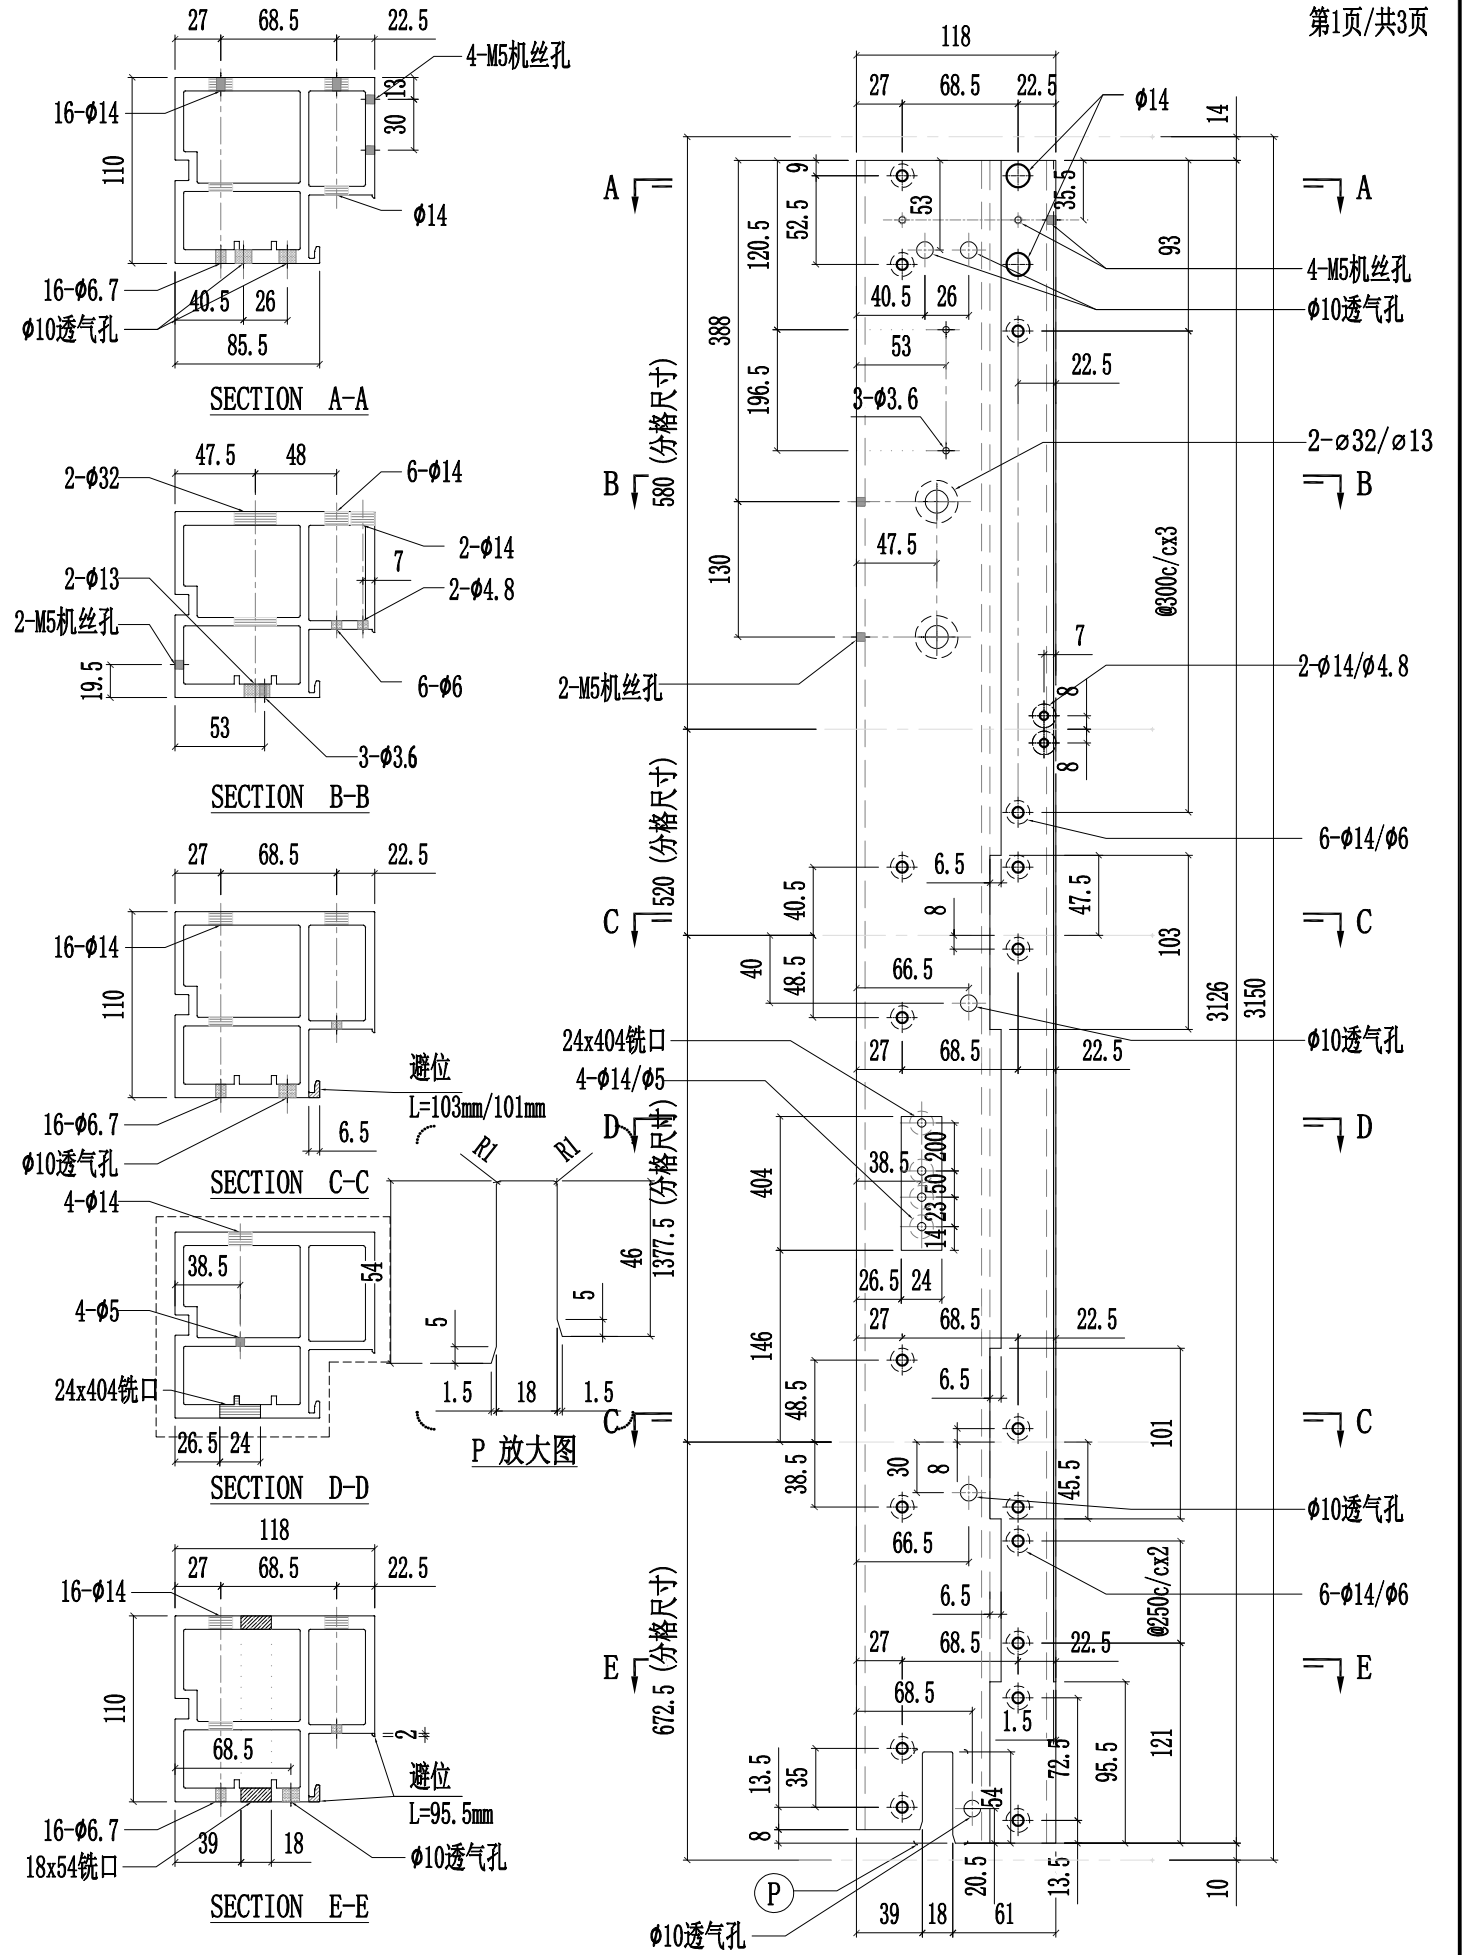 第1页/共3页
27 68.5 22.5
4-M5机丝孔
13
30
16-ϕ14
110
ϕ14
16-ϕ6.7
40.5 26
ϕ10透气孔
85.5
SECTION A-A
47.5 48
2-ϕ32
6-ϕ14
2-ϕ14
7
2-ϕ13
2-ϕ4.8
2-M5机丝孔
19.5
6-ϕ6
53
3-ϕ3.6
SECTION B-B
27 68.5 22.5
16-ϕ14
110
避位
L=103mm/101mm
16-ϕ6.7
6.5
ϕ10透气孔
SECTION C-C
4-ϕ14
38.5
54
4-ϕ5
24x404铣口
26.5 24
SECTION D-D
R1 R1
46
5
5
1.5 18 1.5
P 放大图
118
27 68.5 22.5
16-ϕ14
110
2
68.5
避位
L=95.5mm
16-ϕ6.7
39 18
18x54铣口
ϕ10透气孔
SECTION E-E
118
27 68.5 22.5
ϕ14
14
A A
9
53
35.5
52.5
120.5
93
4-M5机丝孔
40.5 26
ϕ10透气孔
388
53
22.5
196.5
3-ϕ3.6
580 (分格尺寸)
2-⌀32/⌀13
B B
47.5
130
@300c/cx3
7
2-ϕ14/ϕ4.8
2-M5机丝孔
8
8
520 (分格尺寸)
6-ϕ14/ϕ6
6.5
40.5
8
47.5
C C
103
40
48.5
66.5
3126
3150
24x404铣口
ϕ10透气孔
27 68.5 22.5
4-ϕ14/ϕ5
D D
200
38.5
50
404
23
14
1377.5 (分格尺寸)
26.5 24
27 68.5 22.5
146
6.5
48.5
C C
101
38.5
30
8
45.5
ϕ10透气孔
66.5
@250c/cx2
6.5
6-ϕ14/ϕ6
27 68.5 22.5
E E
672.5 (分格尺寸)
68.5
1.5
121
72.5
95.5
13.5
35
54
8
P
20.5
13.5
10
39 18 61
ϕ10透气孔